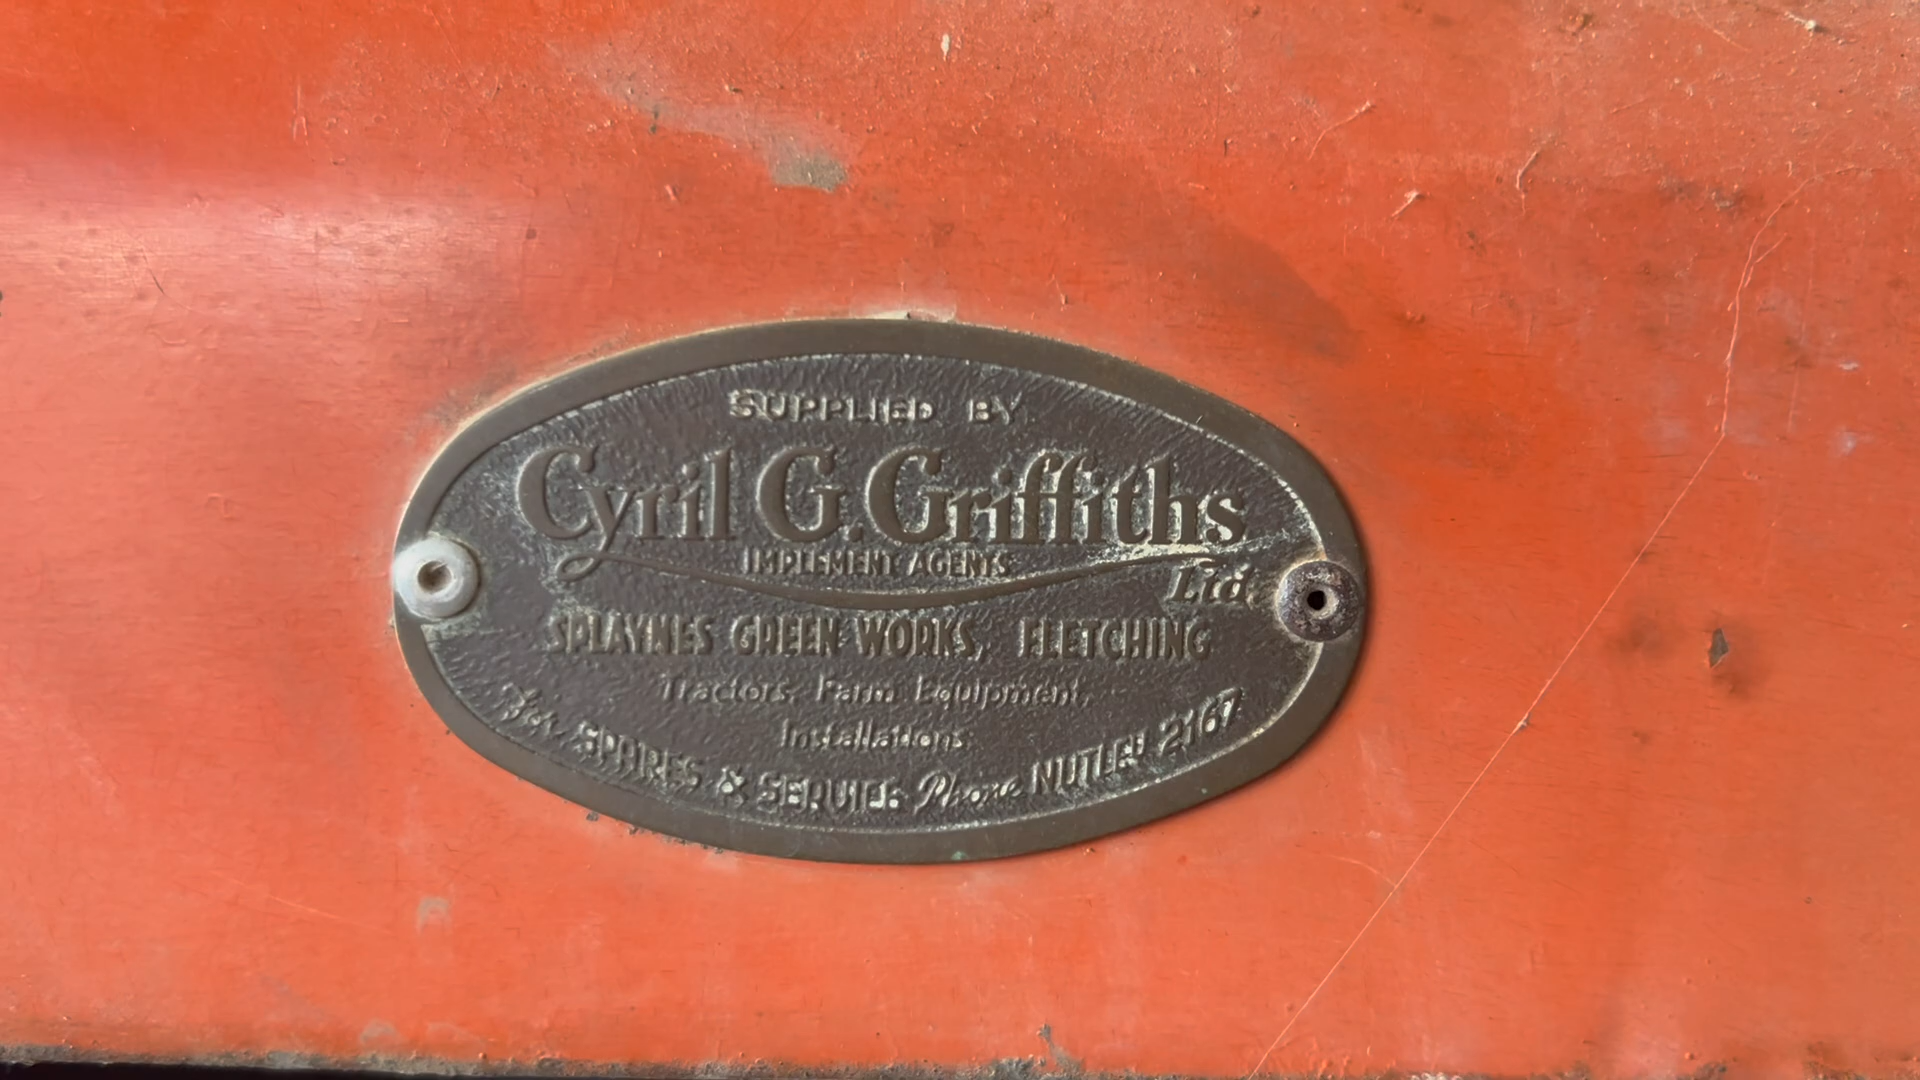 SUPPLIED BY
Cyril G. Griffiths
IMPLEMENT AGENTS
Ltd.
SPLAYNES GREEN WORKS, FLETCHING
Tractors, Farm Equipment,
Installations
For SPARES & SERVICE Phone NUTLEY 2167